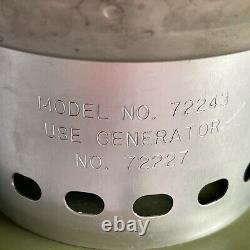 MODEL NO. 72243
USE GENERATOR
NO. 72227